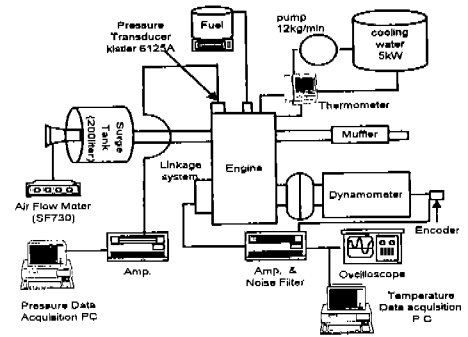 Pressure
Transducer
kistler 6125A
Fuel
pump
12kg/min
cooling
water
5kW
Thermometer
Surge
Tank
(200liter)
Linkage
system
Engine
Muffler
Air Flow Mater
(SF730)
Dynamometer
Encoder
Amp.
Amp, &
Noise Filter
Oscilloscope
Pressure Data
Acquisition PC
Temperature
Data acquisition
P C